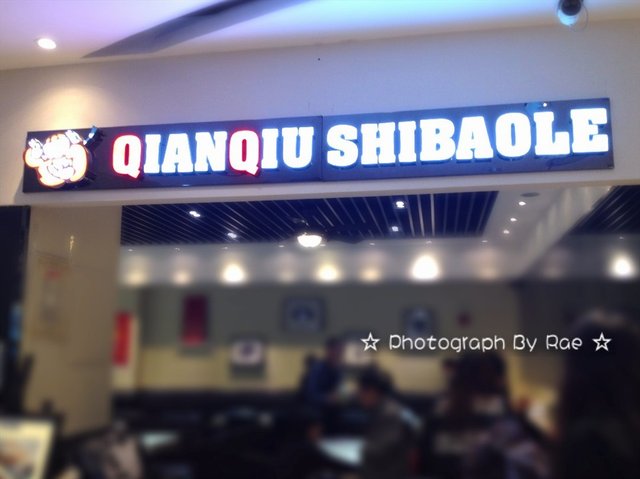 QIANQIU SHIBAOLE
☆ Photograph By Rae ☆